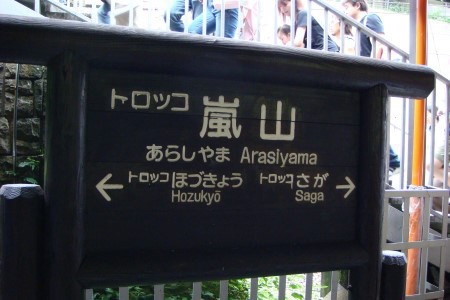 トロッコ 嵐山
あらしやま Arasiyama
トロッコ ほづきょう トロッコ さが
Hozukyō Saga